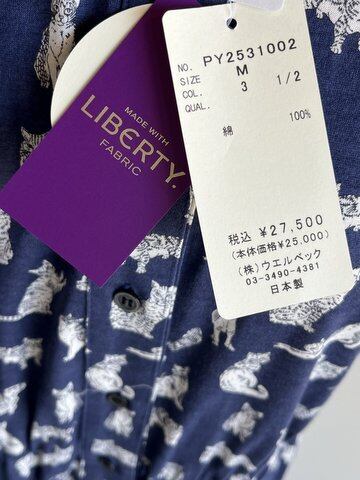 MADE WITH
LIBERTY.
FABRIC
NO. PY2531002
SIZE M
COL. 3 1/2
QUAL.
綿 100%
税込 ¥27,500
(本体価格¥25,000)
(株)ウエルベック
03-3490-4381
日本製